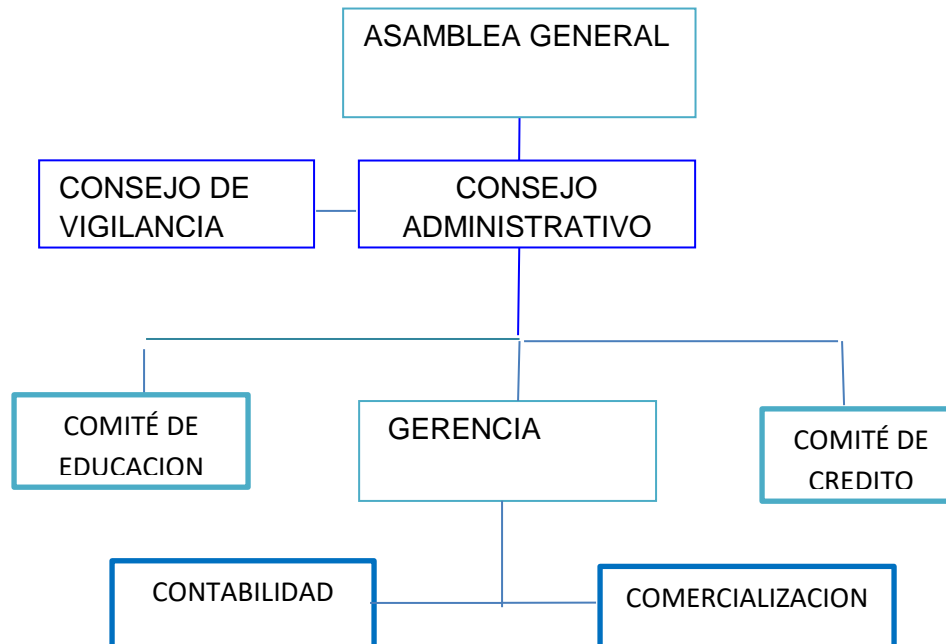 ASAMBLEA GENERAL
CONSEJO DE
VIGILANCIA
CONSEJO
ADMINISTRATIVO
COMITÉ DE
EDUCACION
GERENCIA
COMITÉ DE
CREDITO
CONTABILIDAD
COMERCIALIZACION